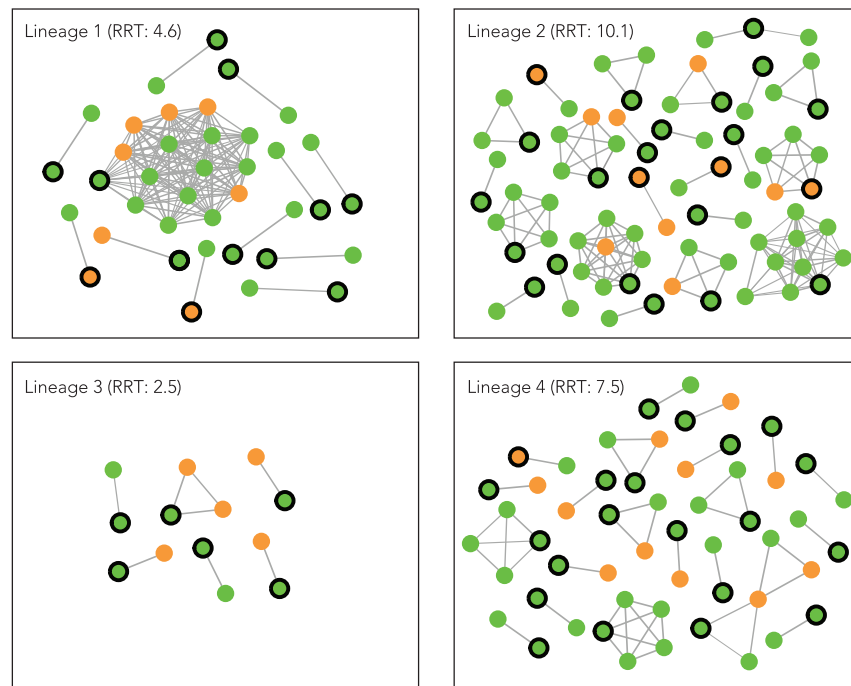 Lineage 1 (RRT: 4.6)
Lineage 2 (RRT: 10.1)
Lineage 3 (RRT: 2.5)
Lineage 4 (RRT: 7.5)